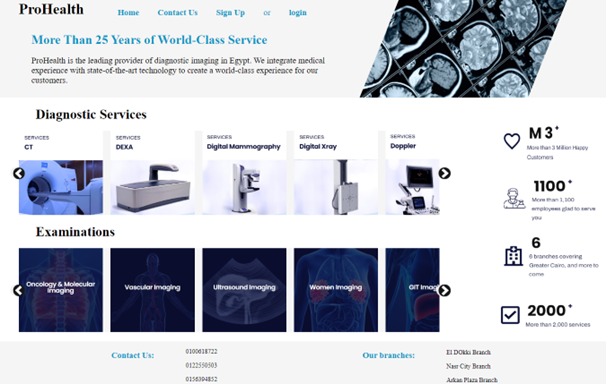 ProHealth
Home Contact Us Sign Up or login
More Than 25 Years of World-Class Service
ProHealth is the leading provider of diagnostic imaging in Egypt. We integrate medical
experience with state-of-the-art technology to create a world-class experience for our
customers.
Diagnostic Services
SERVICES
CT
SERVICES
DEXA
SERVICES
Digital Mammography
SERVICES
Digital Xray
SERVICES
Doppler
M 3+
More than 3 Million Happy
Customers
1100+
More than 1,100
employees glad to serve
you
6
6 branches covering
Greater Cairo, and more to
come
2000+
More than 2,000 services
Examinations
Oncology & Molecular
Imaging
Vascular Imaging
Ultrasound Imaging
Women Imaging
GIT Imag
Contact Us:
0100618722
0122550503
0156394852
Our branches:
El DOkki Branch
Nasr City Branch
Arkan Plaza Branch